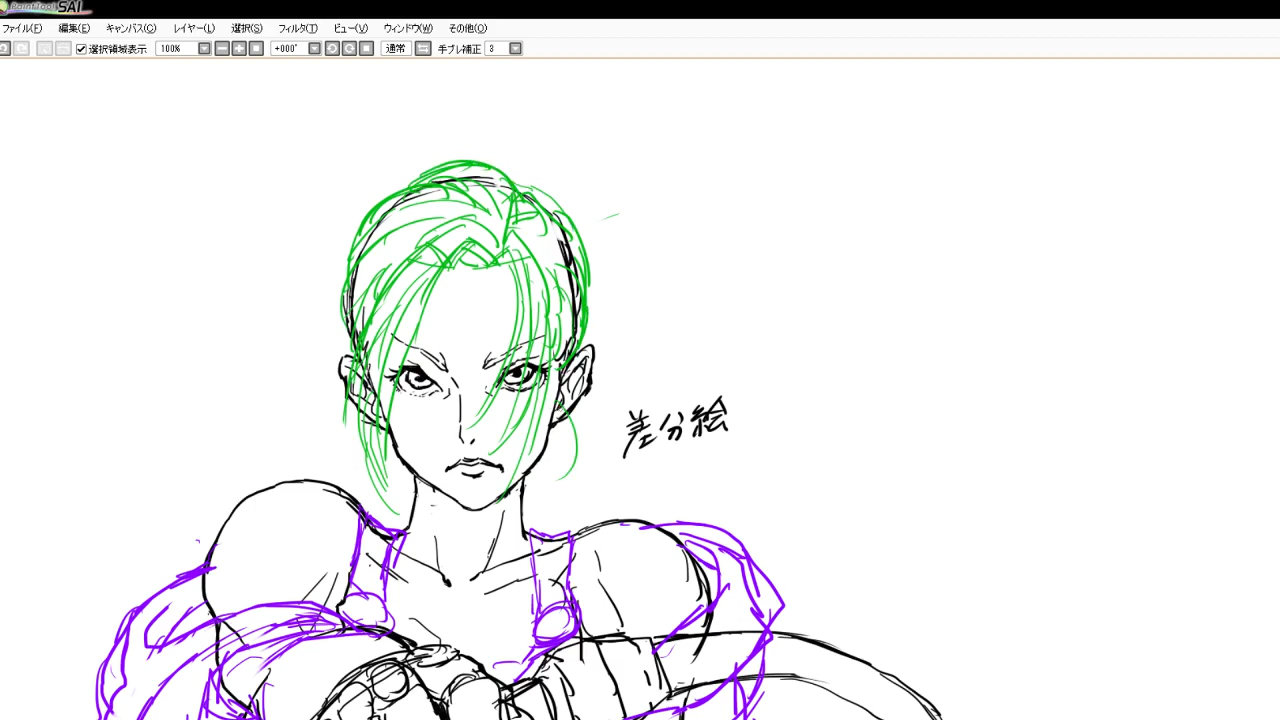 PaintTool SAI
ファイル(F) 編集(E) キャンバス(C) レイヤー(L) 選択(S) フィルタ(T) ビュー(V) ウィンドウ(W) その他(O)
選択領域表示 100% +000° 通常 手ブレ補正 3
差分絵